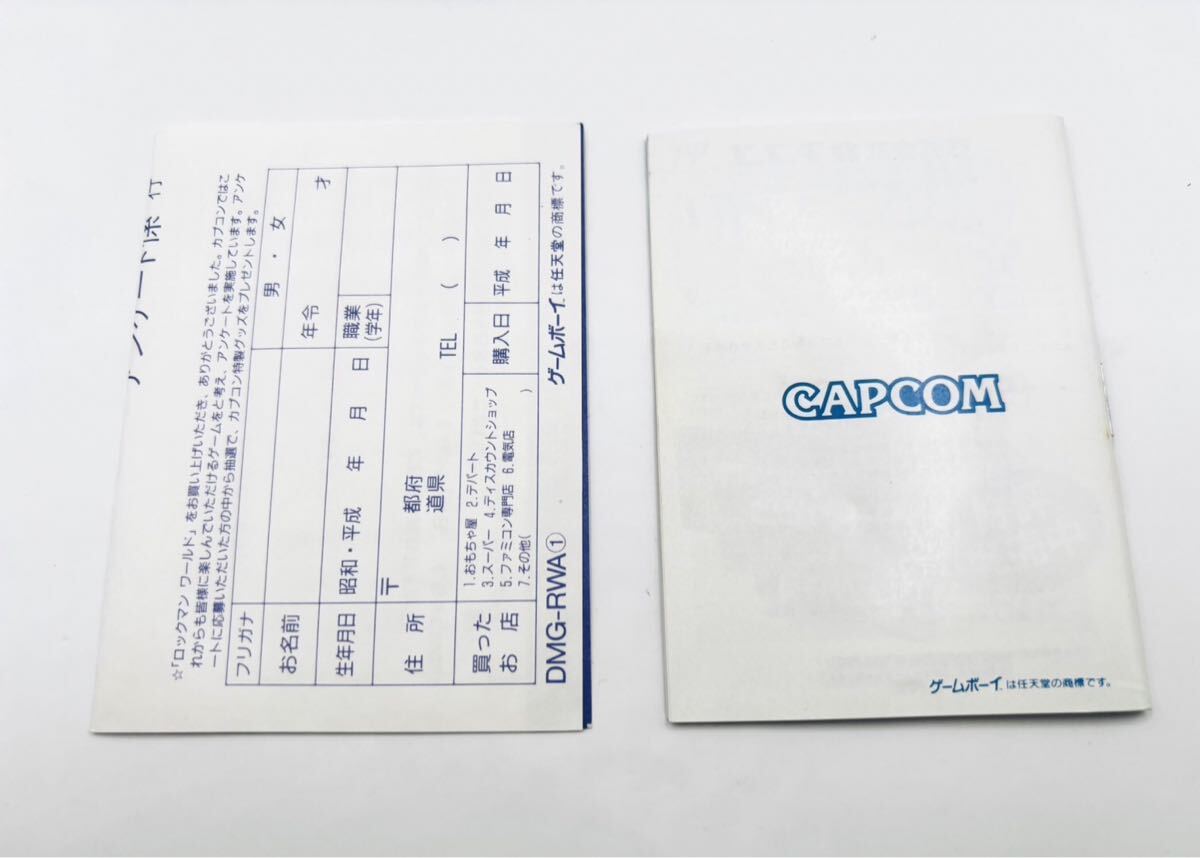 アンケート係 行
☆「ロックマン ワールド」をお買い上げいただき、ありがとうございました。カプコンではこ
れからも皆様に楽しんでいただけるゲームをと考え、アンケートを実施しています。アンケ
ートに応募いただいた方の中から抽選で、カプコン特製グッズをプレゼントします。
フリガナ
男・女
お名前
年令 才
生年月日 昭和・平成 年 月 日
職業
(学年)
住所 〒
都府
道県
TEL ( )
買った
お店
1.おもちゃ屋 2.デパート
3.スーパー 4.ディスカウントショップ
5.ファミコン専門店 6.電気店
7.その他( )
購入日 平成 年 月 日
DMG-RWA①
ゲームボーイ™は任天堂の商標です。
CAPCOM
ゲームボーイ™は任天堂の商標です。